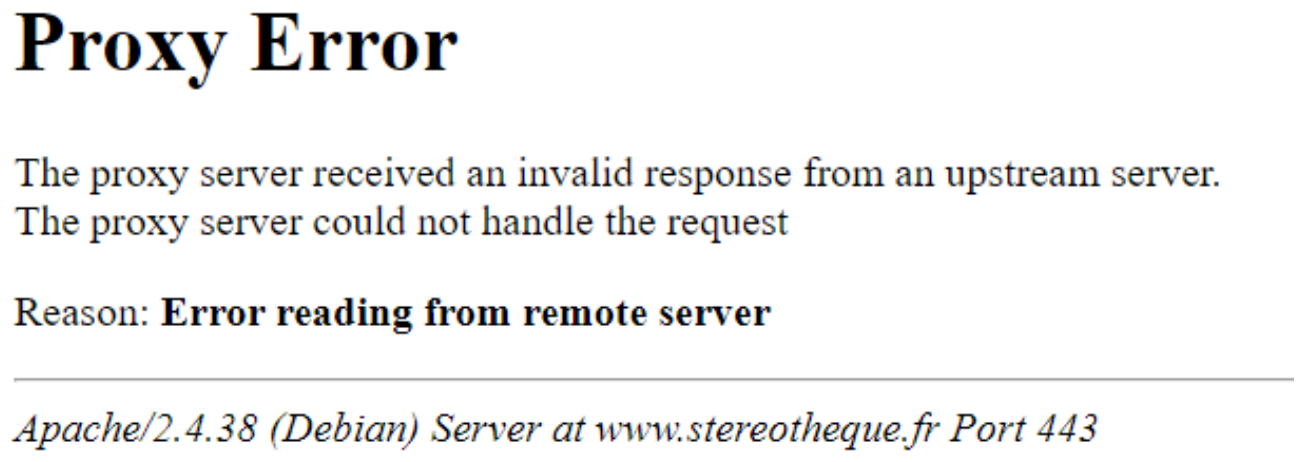 Proxy Error
The proxy server received an invalid response from an upstream server.
The proxy server could not handle the request
Reason: Error reading from remote server
Apache/2.4.38 (Debian) Server at www.stereotheque.fr Port 443